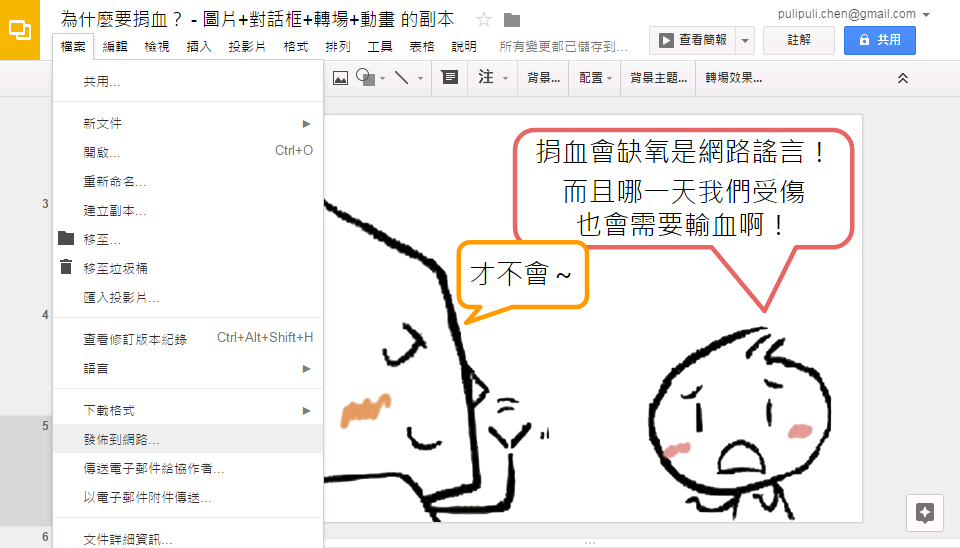 為什麼要捐血？ - 圖片+對話框+轉場+動畫 的副本
pulipuli.chen@gmail.com
檔案 編輯 檢視 插入 投影片 格式 排列 工具 表格 說明 所有變更都已儲存到…
查看簡報 註解 共用
注 背景... 配置 背景主題... 轉場效果...
共用...
新文件
開啟... Ctrl+O
重新命名...
建立副本...
移至...
移至垃圾桶
匯入投影片...
查看修訂版本紀錄 Ctrl+Alt+Shift+H
語言
下載格式
發佈到網路...
傳送電子郵件給協作者...
以電子郵件附件傳送...
文件詳細資訊...
3
4
5
6
捐血會缺氧是網路謠言！
而且哪一天我們受傷
也會需要輸血啊！
才不會～